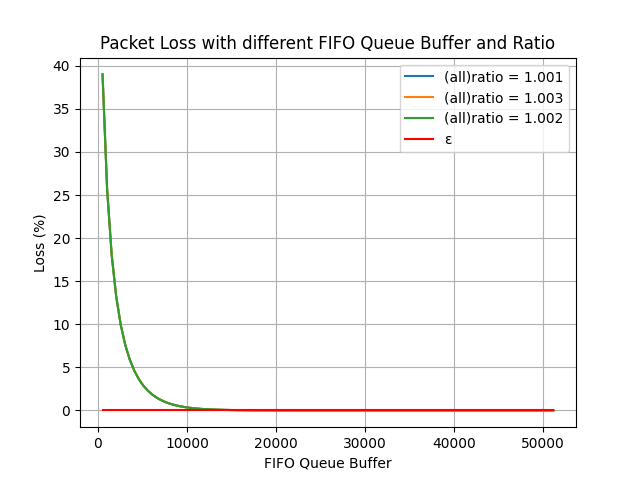 Packet Loss with different FIFO Queue Buffer and Ratio
(all)ratio = 1.001
(all)ratio = 1.003
(all)ratio = 1.002
ε
Loss (%)
40
35
30
25
20
15
10
5
0
0 10000 20000 30000 40000 50000
FIFO Queue Buffer